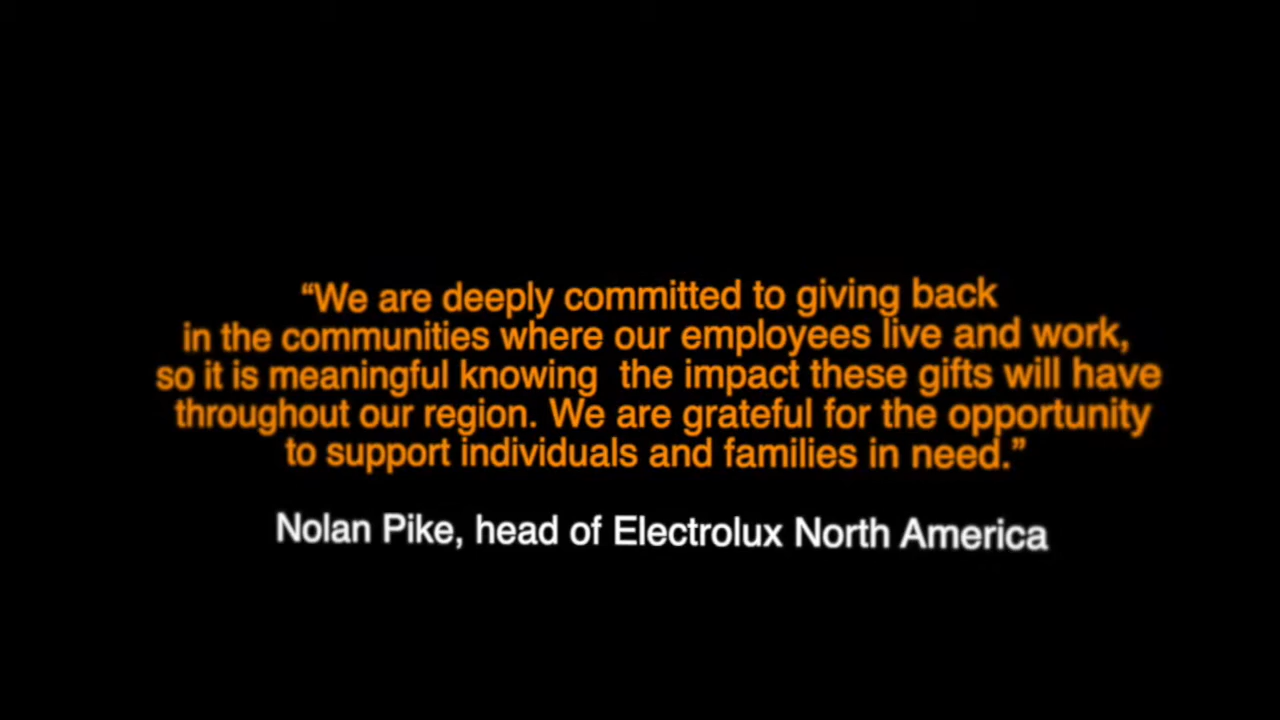 “We are deeply committed to giving back
in the communities where our employees live and work,
so it is meaningful knowing  the impact these gifts will have
throughout our region. We are grateful for the opportunity
to support individuals and families in need.”
Nolan Pike, head of Electrolux North America